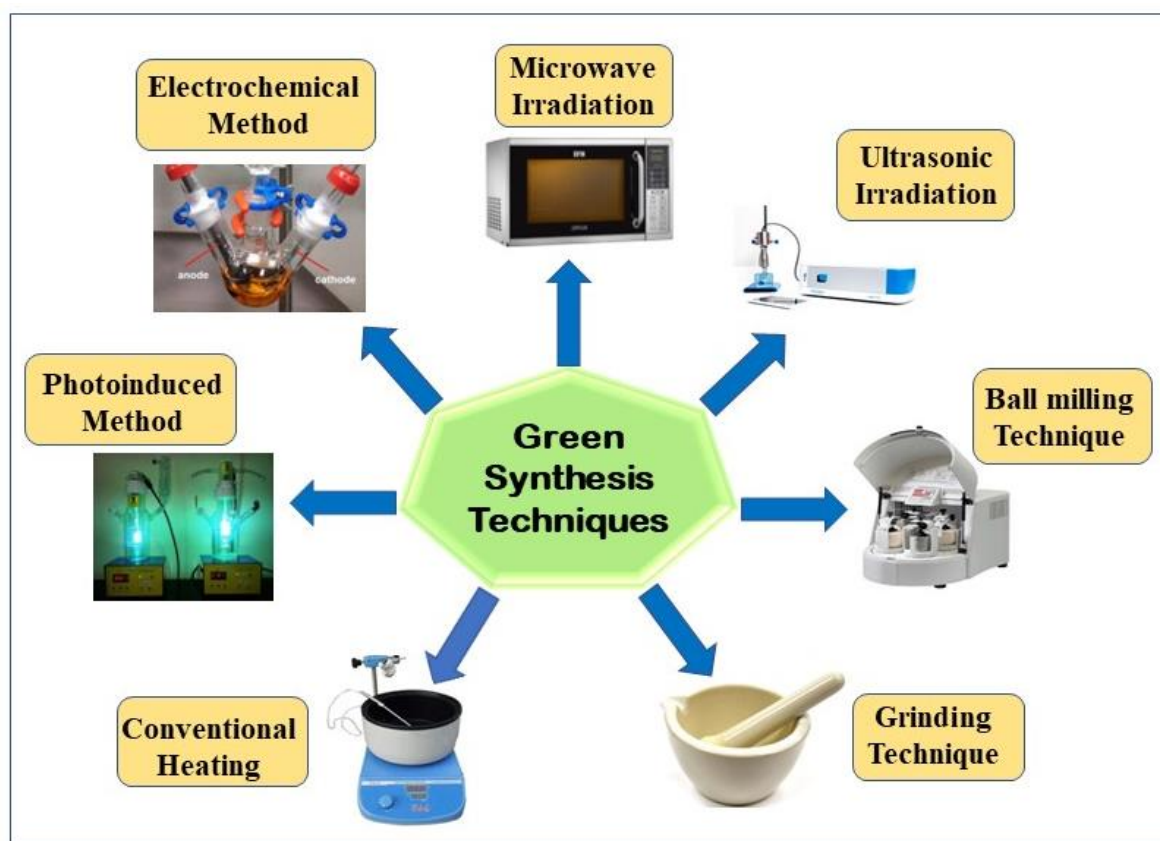 Microwave
Irradiation
Electrochemical
Method
Ultrasonic
Irradiation
anode
cathode
Photoinduced
Method
Ball milling
Technique
Green
Synthesis
Techniques
Conventional
Heating
Grinding
Technique